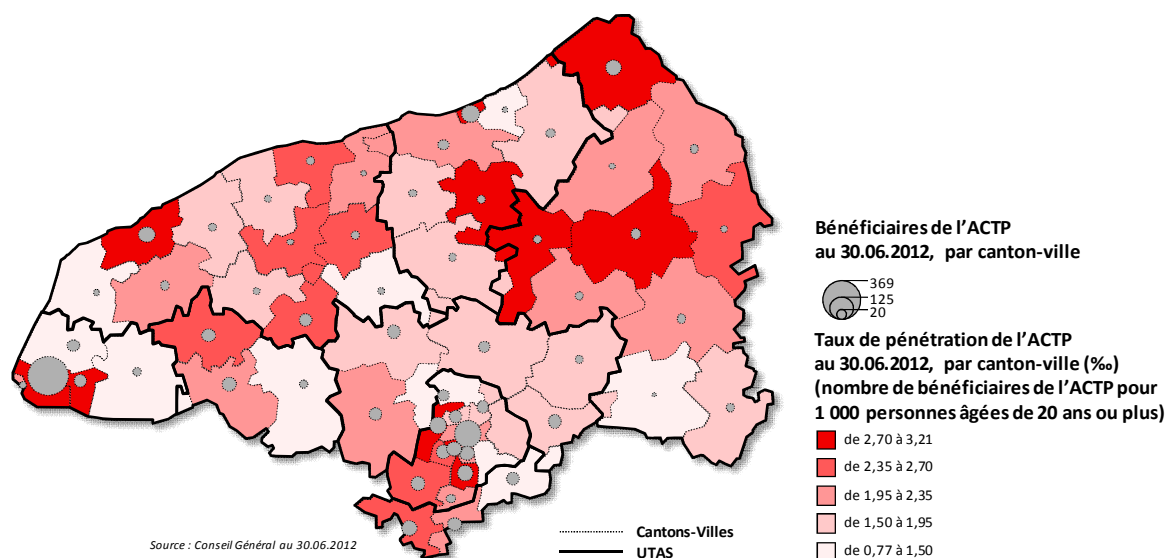 Bénéficiaires de l'ACTP
au 30.06.2012, par canton-ville
369
125
20
Taux de pénétration de l'ACTP
au 30.06.2012, par canton-ville (‰)
(nombre de bénéficiaires de l'ACTP pour
1 000 personnes âgées de 20 ans ou plus)
de 2,70 à 3,21
de 2,35 à 2,70
de 1,95 à 2,35
de 1,50 à 1,95
de 0,77 à 1,50
Cantons-Villes
UTAS
Source : Conseil Général au 30.06.2012